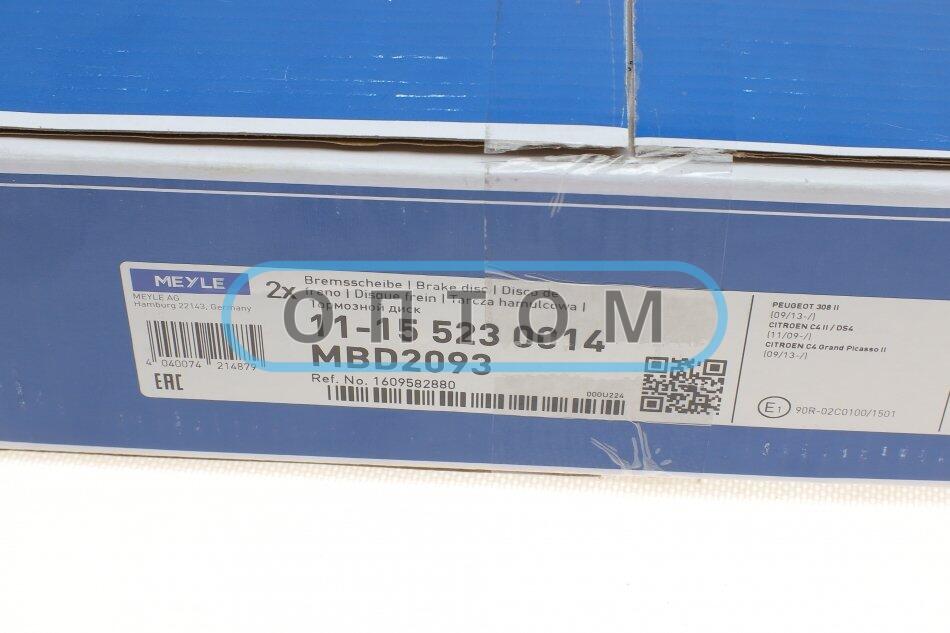 MEYLE
MEYLE AG
Hamburg 22143, Germany
4 040074 214879
EAC
2x
Bremsscheibe | Brake disc | Disco de
freno | Disque frein | Tarcza hamulcowa |
Тормозной диск
11-15 523 0014
MBD2093
Ref. No. 1609582880
000U224
PEUGEOT 308 II
(09/13-/)
CITROEN C4 II / DS4
(11/09-/)
CITROEN C4 Grand Picasso II
(09/13-/)
E1 90R-02C0100/1501
ОПТОМ